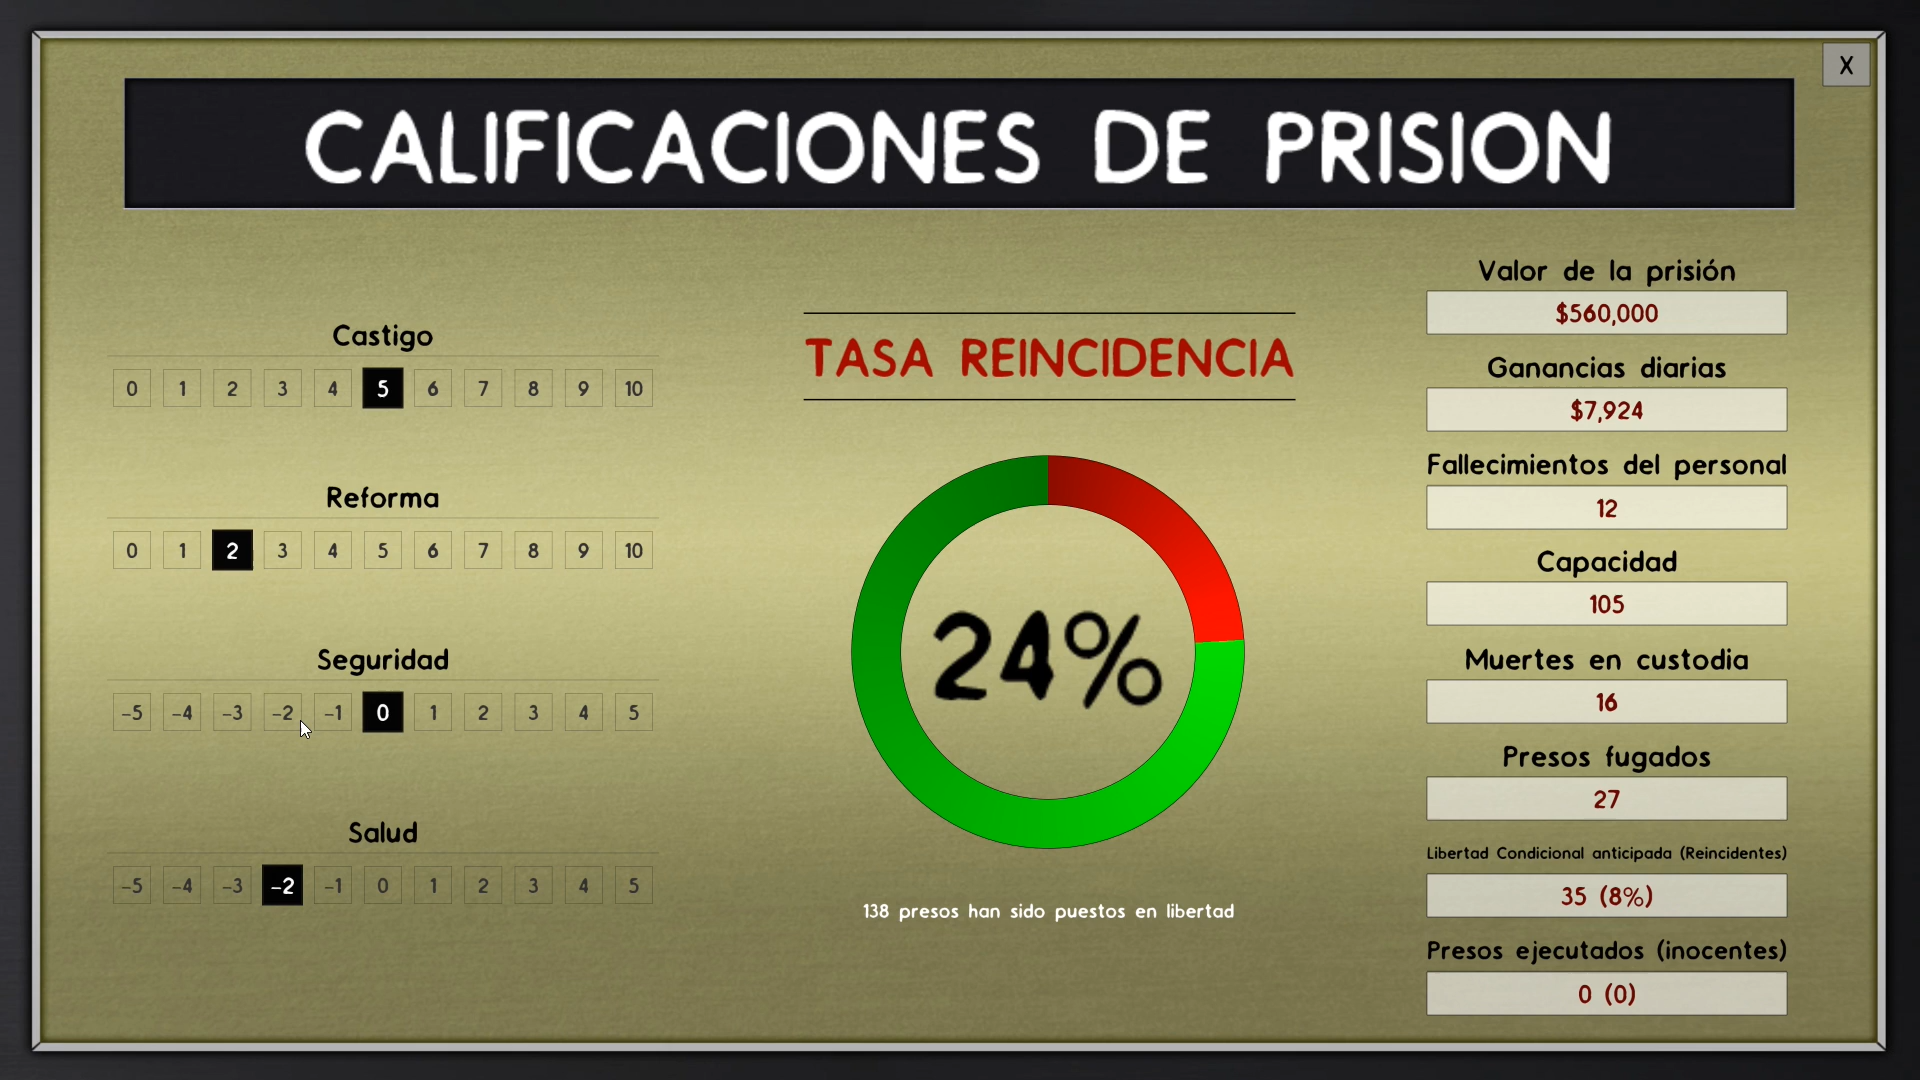 X
CALIFICACIONES DE PRISION
Castigo
0 1 2 3 4 5 6 7 8 9 10
Reforma
0 1 2 3 4 5 6 7 8 9 10
Seguridad
–5 –4 –3 –2 –1 0 1 2 3 4 5
Salud
–5 –4 –3 –2 –1 0 1 2 3 4 5
TASA REINCIDENCIA
24%
138 presos han sido puestos en libertad
Valor de la prisión
$560,000
Ganancias diarias
$7,924
Fallecimientos del personal
12
Capacidad
105
Muertes en custodia
16
Presos fugados
27
Libertad Condicional anticipada (Reincidentes)
35 (8%)
Presos ejecutados (inocentes)
0 (0)